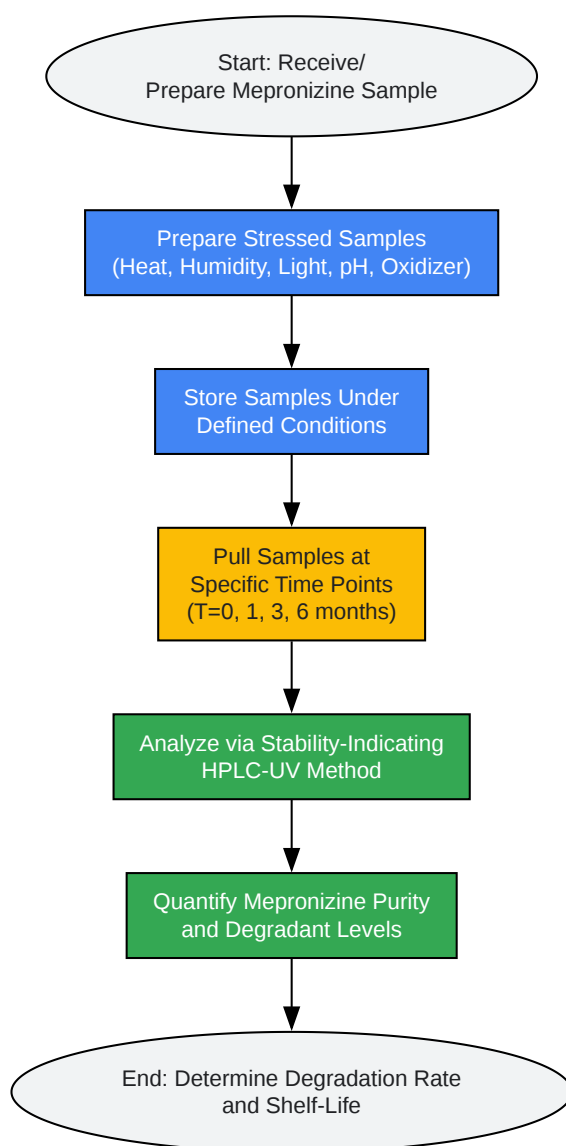 Start: Receive/
Prepare Mepronizine Sample
Prepare Stressed Samples
(Heat, Humidity, Light, pH, Oxidizer)
Store Samples Under
Defined Conditions
Pull Samples at
Specific Time Points
(T=0, 1, 3, 6 months)
Analyze via Stability-Indicating
HPLC-UV Method
Quantify Mepronizine Purity
and Degradant Levels
End: Determine Degradation Rate
and Shelf-Life